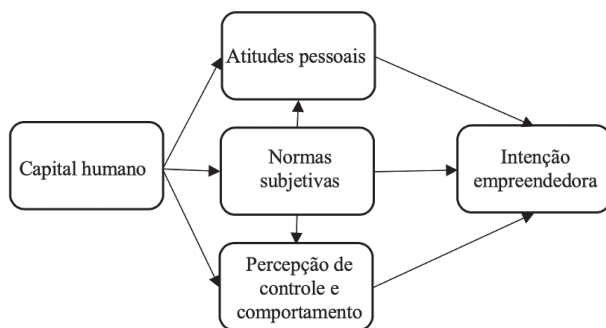 Atitudes pessoais
Capital humano
Normas
subjetivas
Intenção
empreendedora
Percepção de
controle e
comportamento